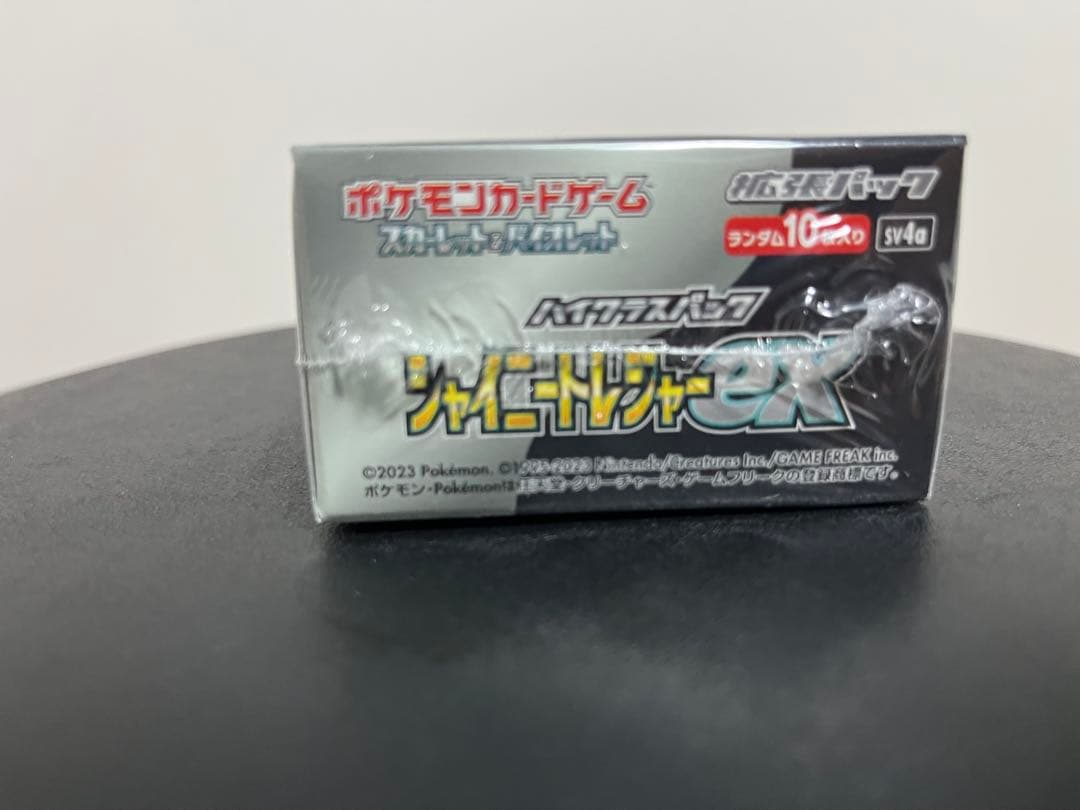 ポケモンカードゲーム
スカーレット&バイオレット
拡張パック
ランダム10枚入り
SV4a
ハイクラスパック
シャイニートレジャーex
©2023 Pokémon. ©1995-2023 Nintendo/Creatures Inc./GAME FREAK inc.
ポケモン・Pokémonは任天堂・クリーチャーズ・ゲームフリークの登録商標です。